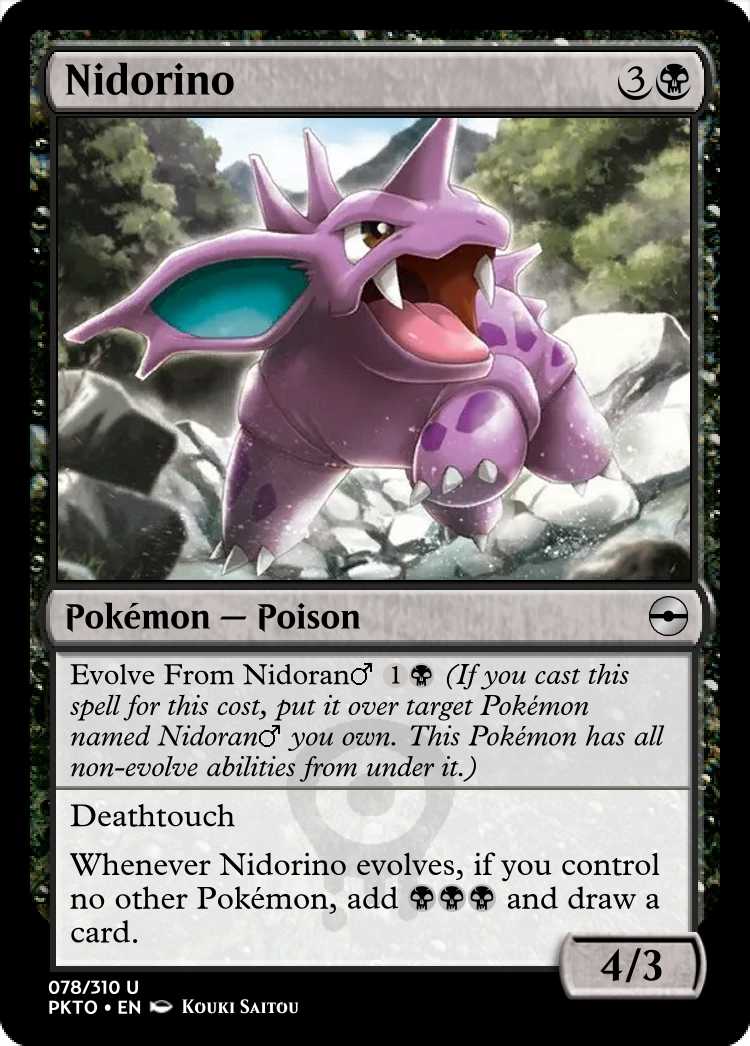 Nidorino 3
Pokémon — Poison
Evolve From Nidoran♂ 1 (If you cast this
spell for this cost, put it over target Pokémon
named Nidoran♂ you own. This Pokémon has all
non-evolve abilities from under it.)
Deathtouch
Whenever Nidorino evolves, if you control
no other Pokémon, add and draw a
card.
4/3
078/310 U
PKTO • EN Kouki Saitou